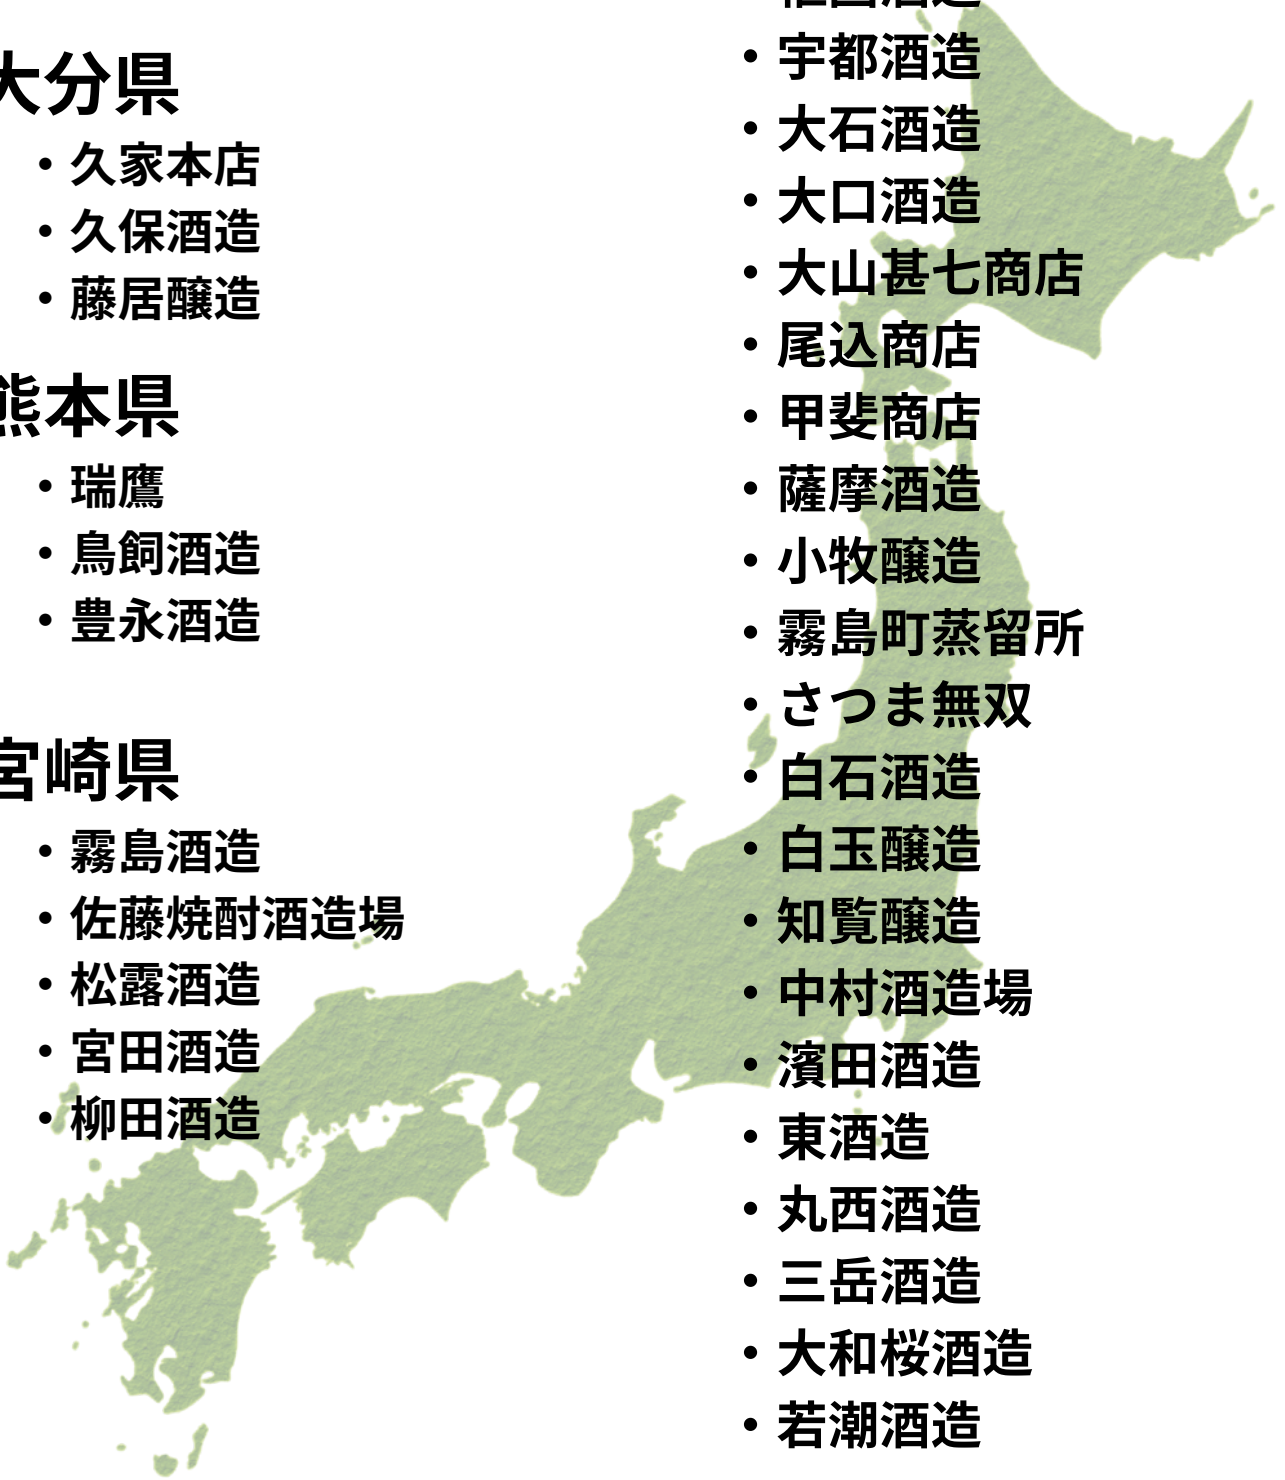 大分県
・久家本店
・久保酒造
・藤居醸造
熊本県
・瑞鷹
・鳥飼酒造
・豊永酒造
宮崎県
・霧島酒造
・佐藤焼酎酒造場
・松露酒造
・宮田酒造
・柳田酒造
・宇都酒造
・大石酒造
・大口酒造
・大山甚七商店
・尾込商店
・甲斐商店
・薩摩酒造
・小牧醸造
・霧島町蒸留所
・さつま無双
・白石酒造
・白玉醸造
・知覧醸造
・中村酒造場
・濵田酒造
・東酒造
・丸西酒造
・三岳酒造
・大和桜酒造
・若潮酒造